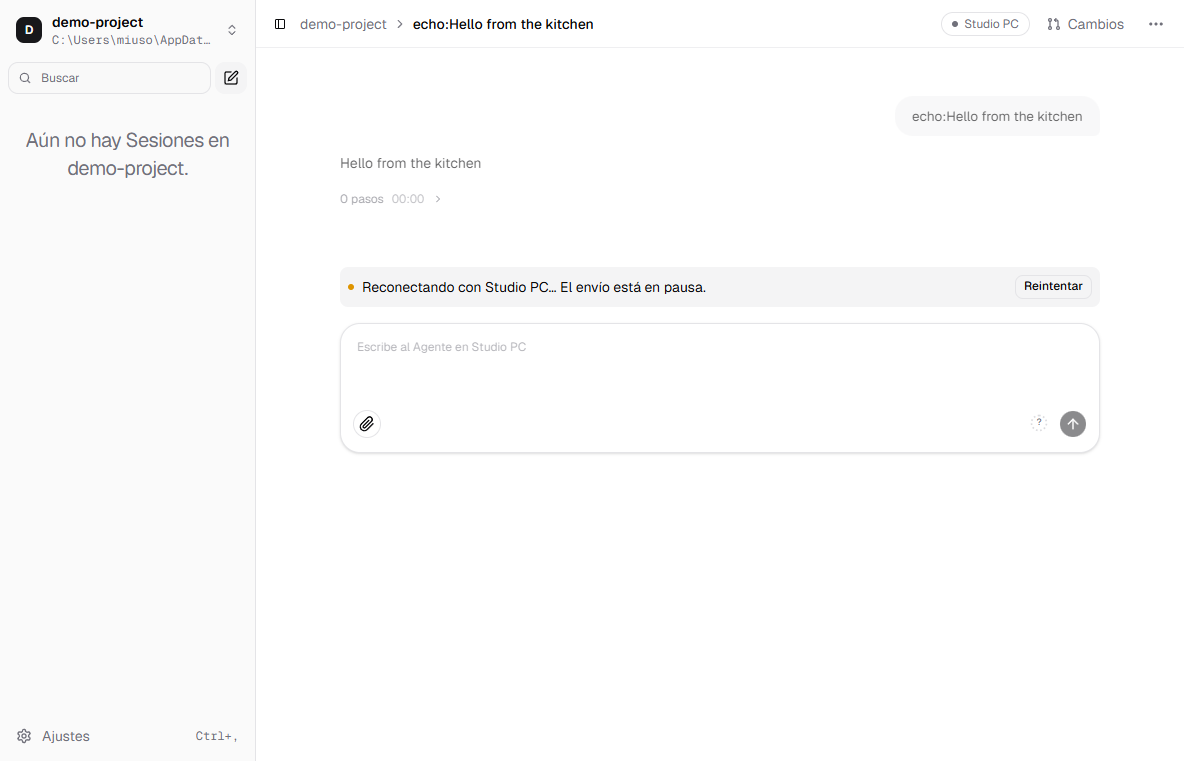 D
demo-project
C:\Users\miuso\AppDat…
Buscar
Aún no hay Sesiones en
demo-project.
Ajustes
Ctrl+,
demo-project
echo:Hello from the kitchen
Studio PC
Cambios
echo:Hello from the kitchen
Hello from the kitchen
0 pasos 00:00
Reconectando con Studio PC… El envío está en pausa.
Reintentar
Escribe al Agente en Studio PC
?